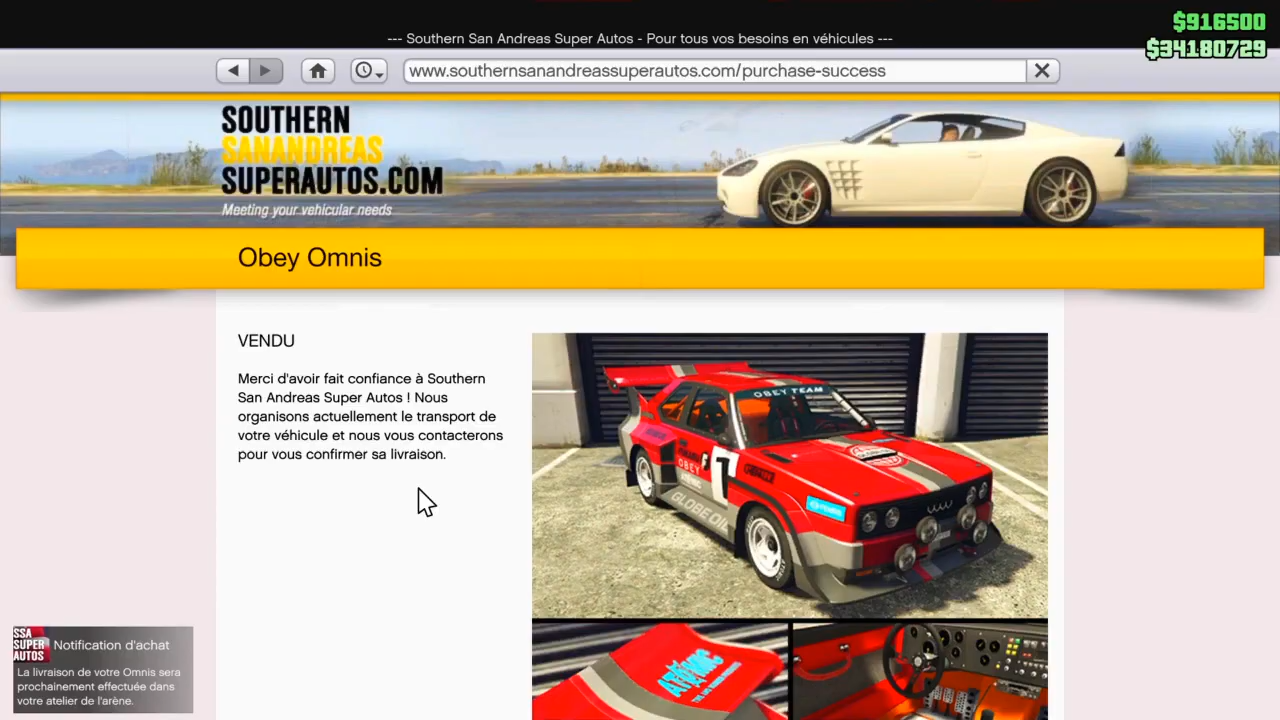 $916500
--- Southern San Andreas Super Autos - Pour tous vos besoins en véhicules ---
$34180729
www.southernsanandreassuperautos.com/purchase-success
SOUTHERN
SANANDREAS
SUPERAUTOS.COM
Meeting your vehicular needs
Obey Omnis
VENDU
Merci d'avoir fait confiance à Southern
San Andreas Super Autos ! Nous
organisons actuellement le transport de
votre véhicule et nous vous contacterons
pour vous confirmer sa livraison.
OBEY TEAM
1
OBEY
GLOBE OIL
ATOMIC
SSA
SUPER
AUTOS
Notification d'achat
La livraison de votre Omnis sera
prochainement effectuée dans
votre atelier de l'arène.